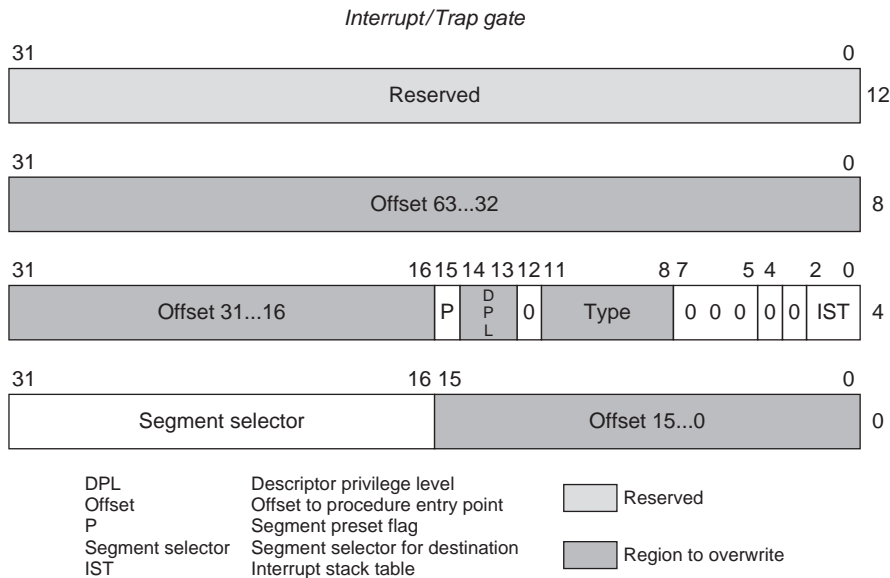 Interrupt/Trap gate
31 0
Reserved 12
31 0
Offset 63...32 8
31 16 15 14 13 12 11 8 7 5 4 2 0
Offset 31...16 P DPL 0 Type 0 0 0 0 0 IST 4
31 16 15 0
Segment selector Offset 15...0 0
DPL Descriptor privilege level
Offset Offset to procedure entry point
P Segment preset flag
Segment selector Segment selector for destination
IST Interrupt stack table
Reserved
Region to overwrite